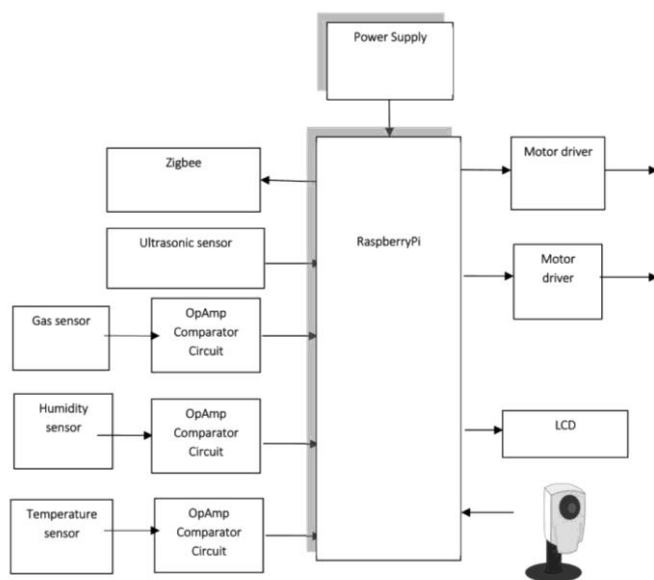 Power Supply
Zigbee
Motor driver
Ultrasonic sensor
RaspberryPi
Motor
driver
Gas sensor
OpAmp
Comparator
Circuit
Humidity
sensor
OpAmp
Comparator
Circuit
LCD
Temperature
sensor
OpAmp
Comparator
Circuit